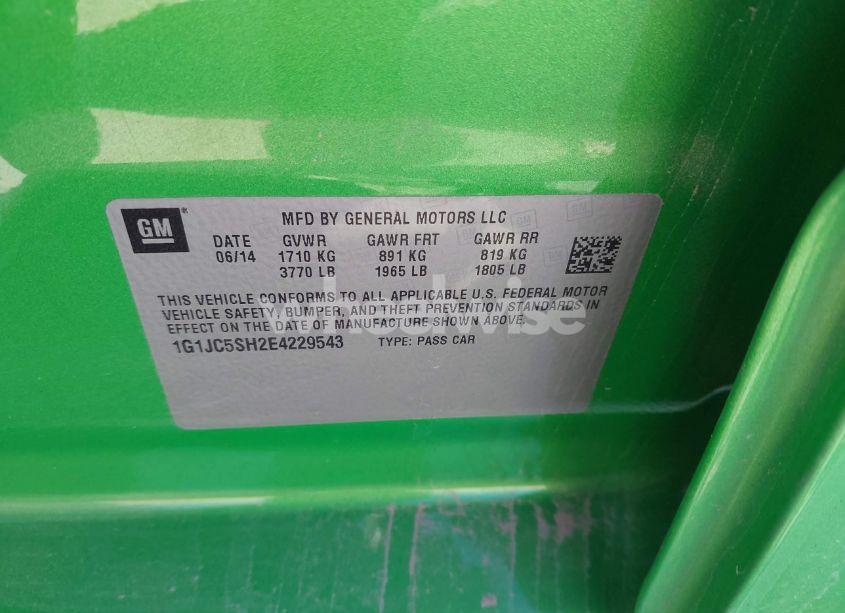 GM
MFD BY GENERAL MOTORS LLC
DATE GVWR GAWR FRT GAWR RR
06/14 1710 KG 891 KG 819 KG
3770 LB 1965 LB 1805 LB
THIS VEHICLE CONFORMS TO ALL APPLICABLE U.S. FEDERAL MOTOR
VEHICLE SAFETY, BUMPER, AND THEFT PREVENTION STANDARDS IN
EFFECT ON THE DATE OF MANUFACTURE SHOWN ABOVE.
1G1JC5SH2E4229543 TYPE: PASS CAR